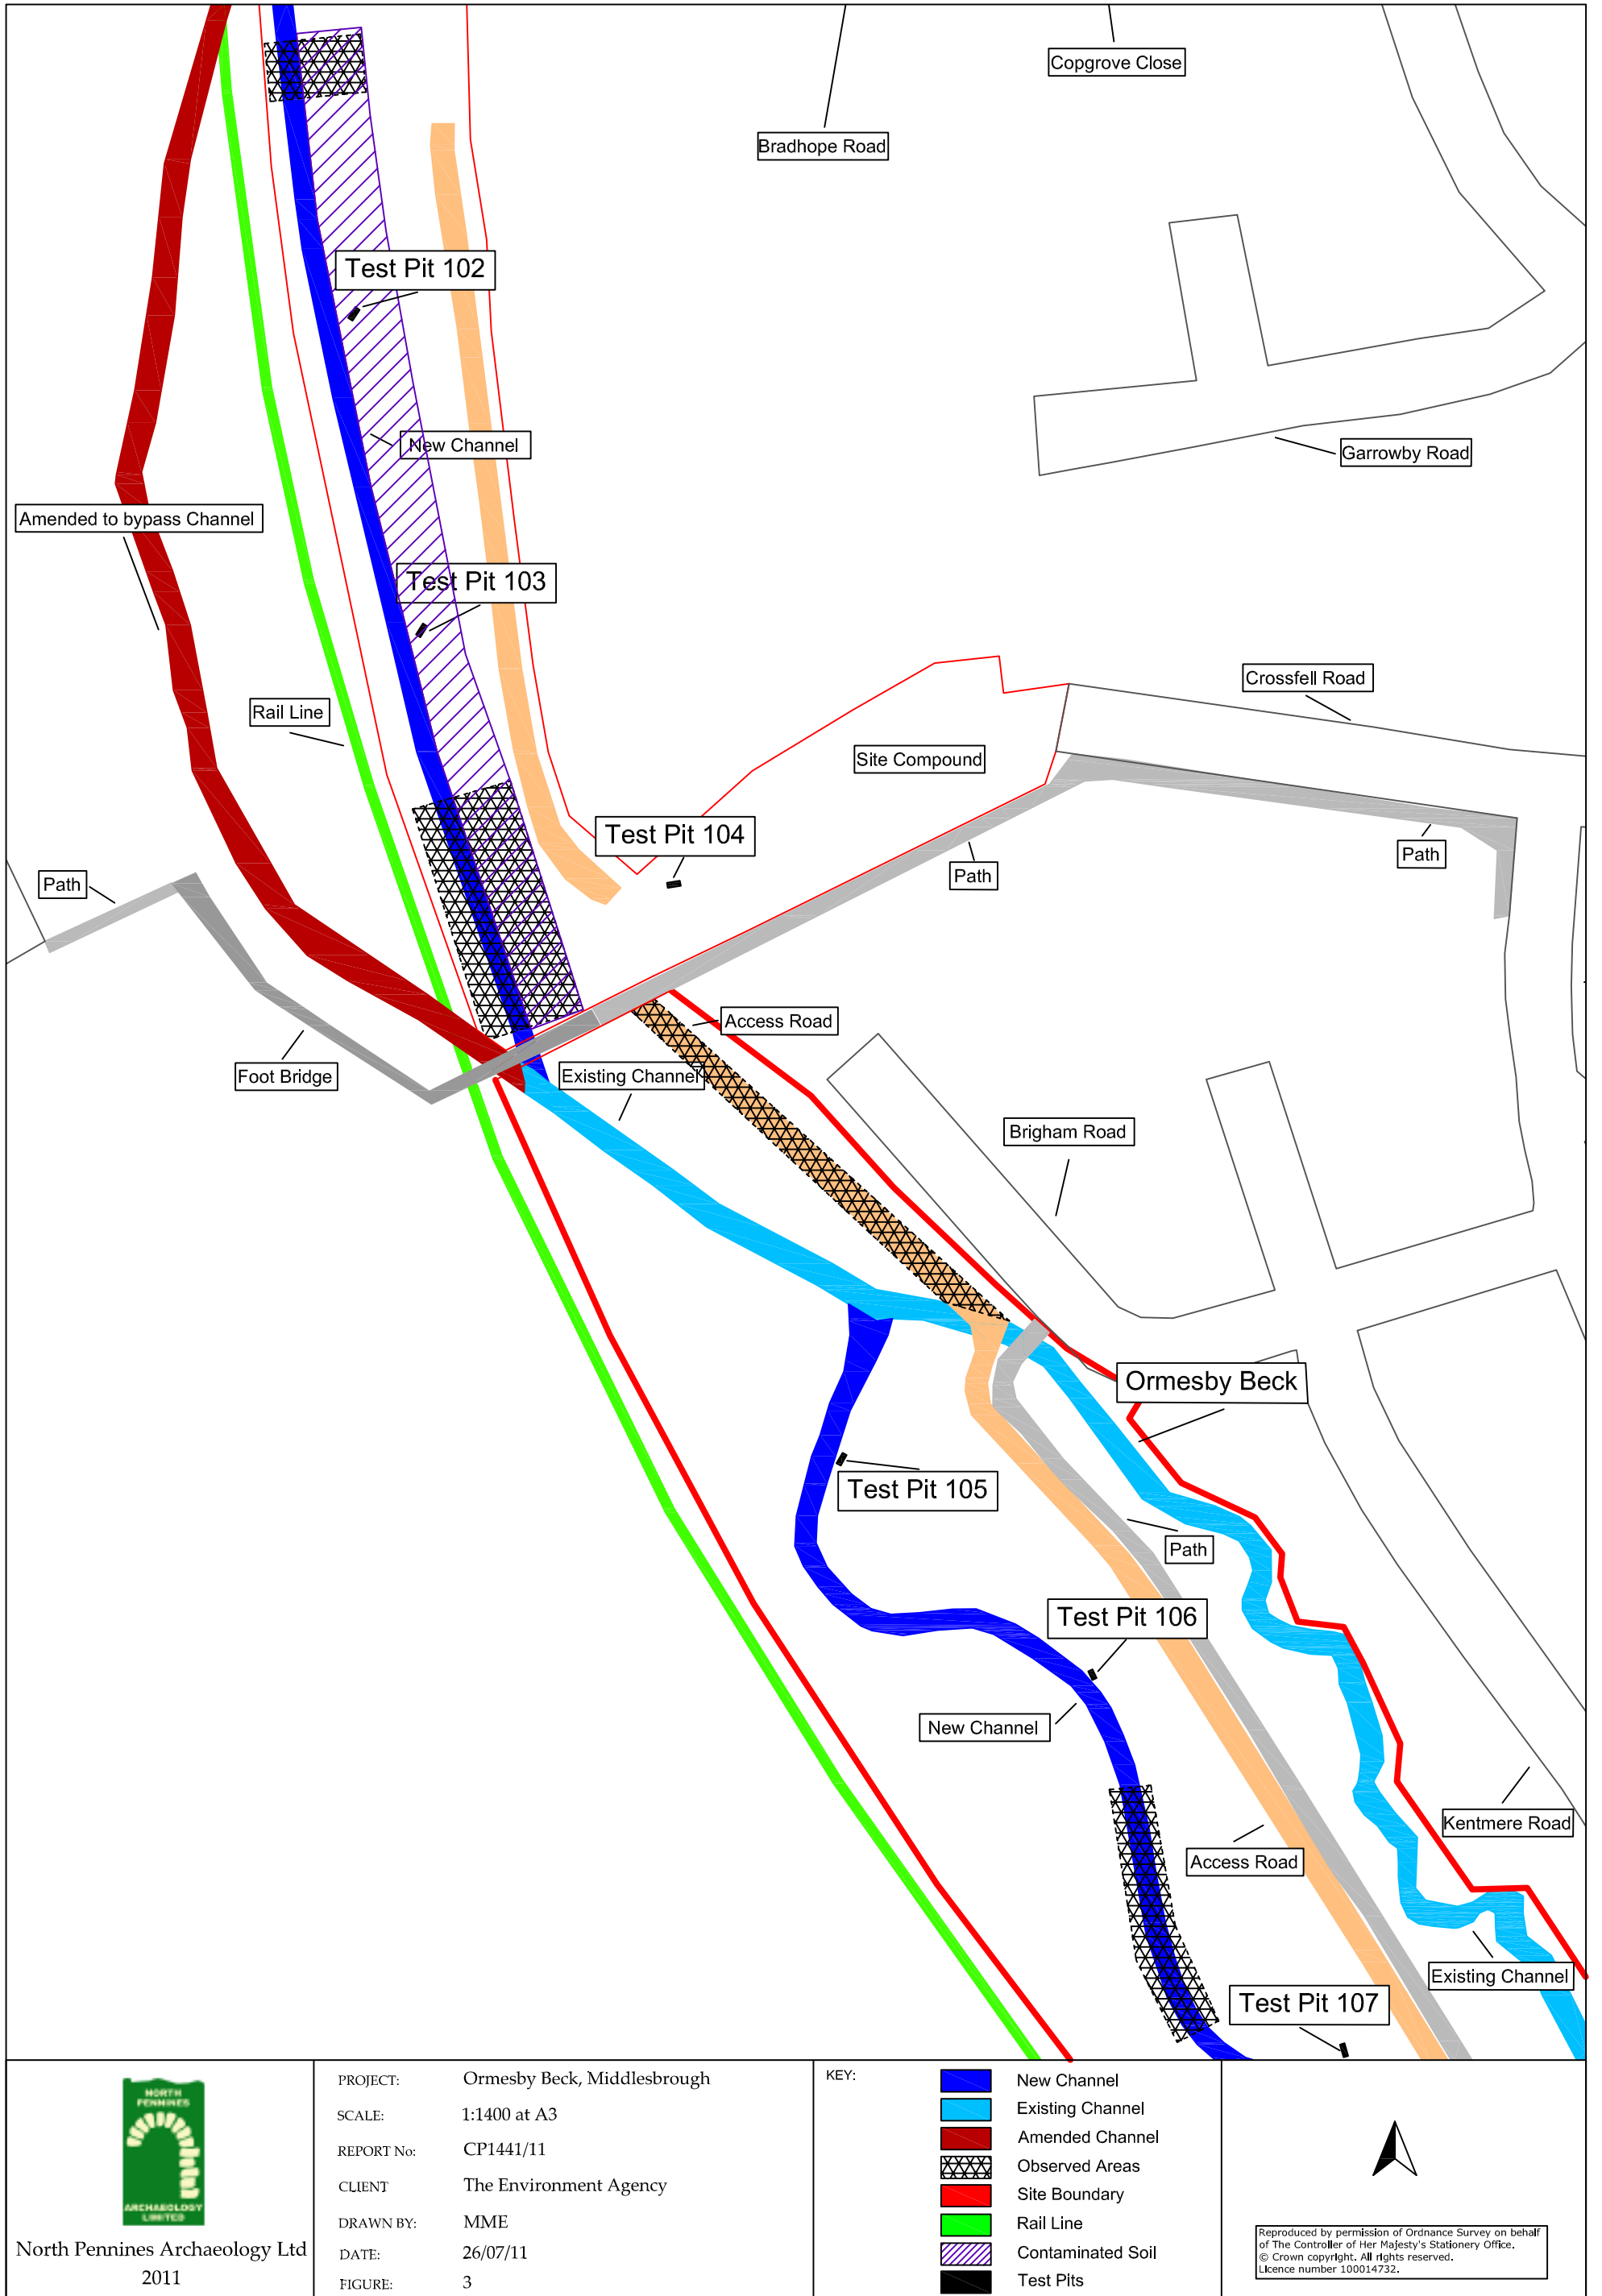 Copgrove Close
Bradhope Road
Test Pit 102
New Channel
Garrowby Road
Amended to bypass Channel
Test Pit 103
Crossfell Road
Rail Line
Site Compound
Test Pit 104
Path
Path
Path
Access Road
Foot Bridge
Existing Channel
Brigham Road
Ormesby Beck
Test Pit 105
Path
Test Pit 106
New Channel
Kentmere Road
Access Road
Existing Channel
Test Pit 107
NORTH
PENNINES
ARCHAEOLOGY
LIMITED
North Pennines Archaeology Ltd
2011
PROJECT: Ormesby Beck, Middlesbrough
SCALE: 1:1400 at A3
REPORT No: CP1441/11
CLIENT The Environment Agency
DRAWN BY: MME
DATE: 26/07/11
FIGURE: 3
KEY:
New Channel
Existing Channel
Amended Channel
Observed Areas
Site Boundary
Rail Line
Contaminated Soil
Test Pits
Reproduced by permission of Ordnance Survey on behalf
of The Controller of Her Majesty's Stationery Office.
© Crown copyright. All rights reserved.
Licence number 100014732.